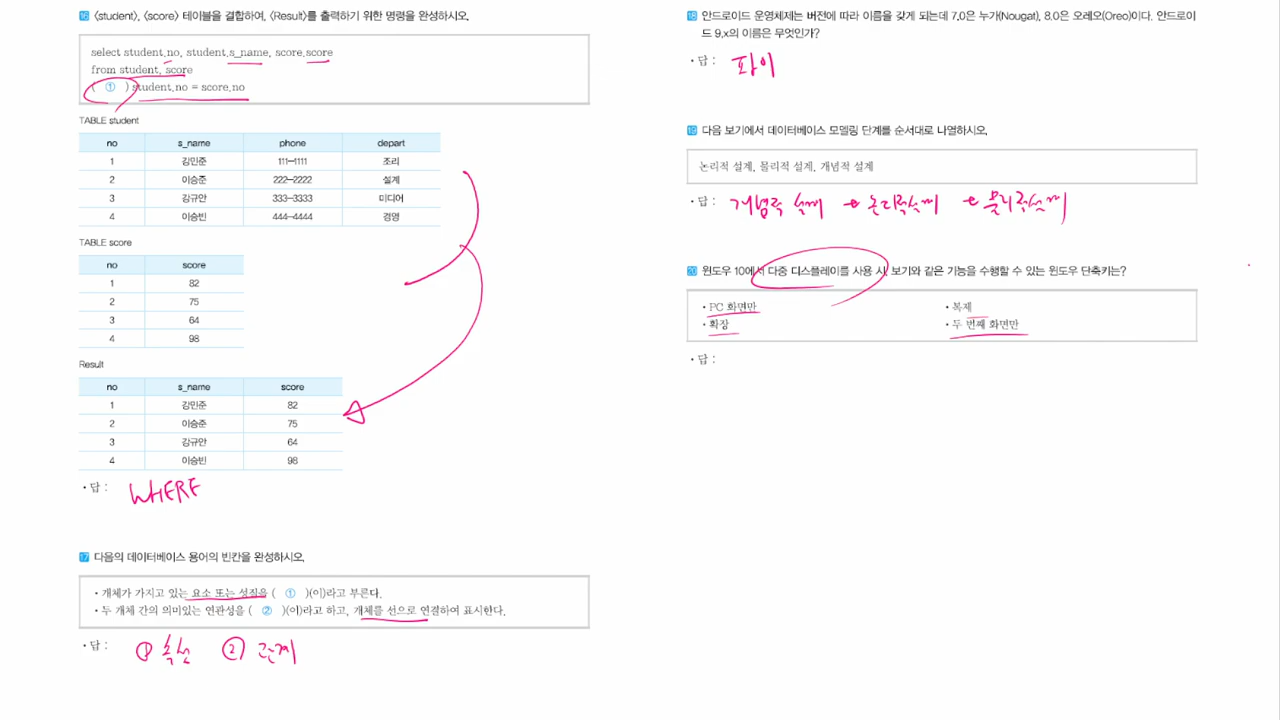 16 <student>, <score> 테이블을 결합하여, <Result>를 출력하기 위한 명령을 완성하시오.
select student.no, student.s_name, score.score
from student, score
( ① ) student.no = score.no
TABLE student
no s_name phone depart
1 강민준 111-1111 조리
2 이승준 222-2222 설계
3 강규안 333-3333 미디어
4 이승빈 444-4444 경영
TABLE score
no score
1 82
2 75
3 64
4 98
Result
no s_name score
1 강민준 82
2 이승준 75
3 강규안 64
4 이승빈 98
• 답 : WHERE
17 다음의 데이터베이스 용어의 빈칸을 완성하시오.
• 개체가 가지고 있는 요소 또는 성질을 ( ① )(이)라고 부른다.
• 두 개체 간의 의미있는 연관성을 ( ② )(이)라고 하고, 개체를 선으로 연결하여 표시한다.
• 답 : ① 속성 ② 관계
18 안드로이드 운영체제는 버전에 따라 이름을 갖게 되는데 7.0은 누가(Nougat), 8.0은 오레오(Oreo)이다. 안드로이
드 9.x의 이름은 무엇인가?
• 답 : 파이
19 다음 보기에서 데이터베이스 모델링 단계를 순서대로 나열하시오.
논리적 설계, 물리적 설계, 개념적 설계
• 답 : 개념적 설계 → 논리적설계 → 물리적설계
20 윈도우 10에서 다중 디스플레이를 사용 시, 보기와 같은 기능을 수행할 수 있는 윈도우 단축키는?
• PC 화면만 • 복제
• 확장 • 두 번째 화면만
• 답 :